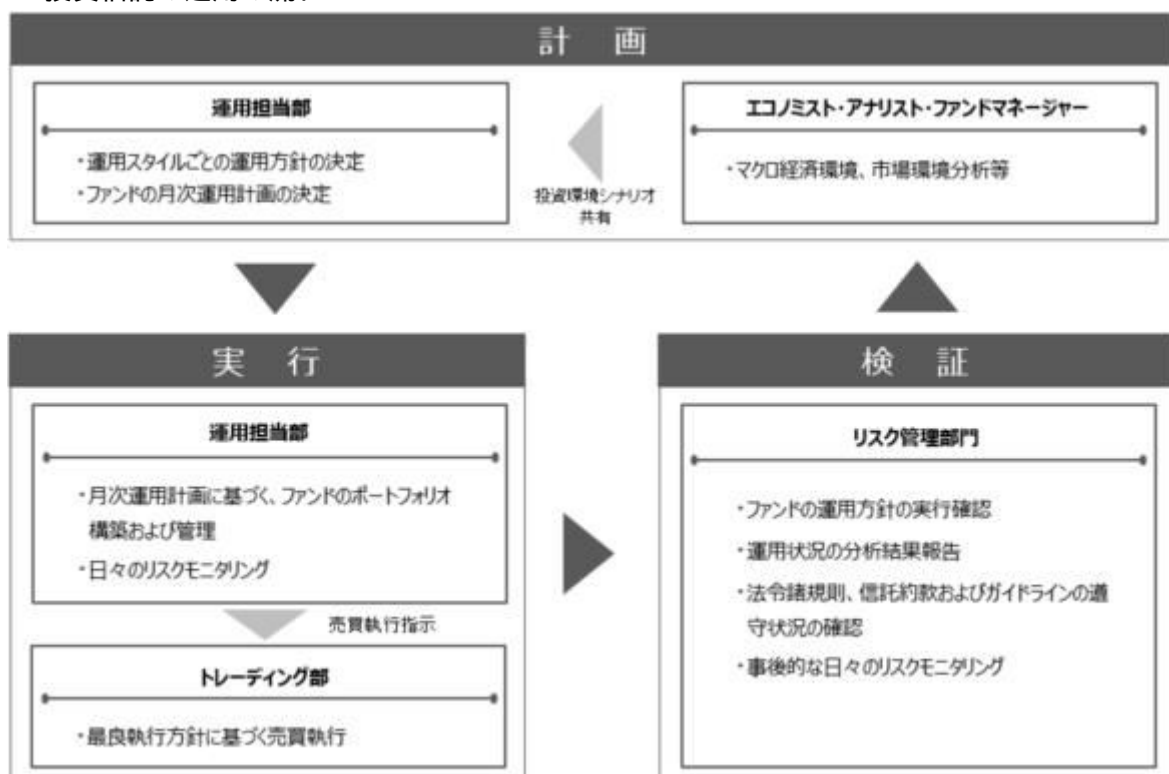 計 画
運用担当部
・運用スタイルごとの運用方針の決定
・ファンドの月次運用計画の決定
投資環境シナリオ
共有
エコノミスト・アナリスト・ファンドマネージャー
・マクロ経済環境、市場環境分析等
実 行
運用担当部
・月次運用計画に基づく、ファンドのポートフォリオ
構築および管理
・日々のリスクモニタリング
売買執行指示
トレーディング部
・最良執行方針に基づく売買執行
検 証
リスク管理部門
・ファンドの運用方針の実行確認
・運用状況の分析結果報告
・法令諸規則、信託約款およびガイドラインの遵
守状況の確認
・事後的な日々のリスクモニタリング